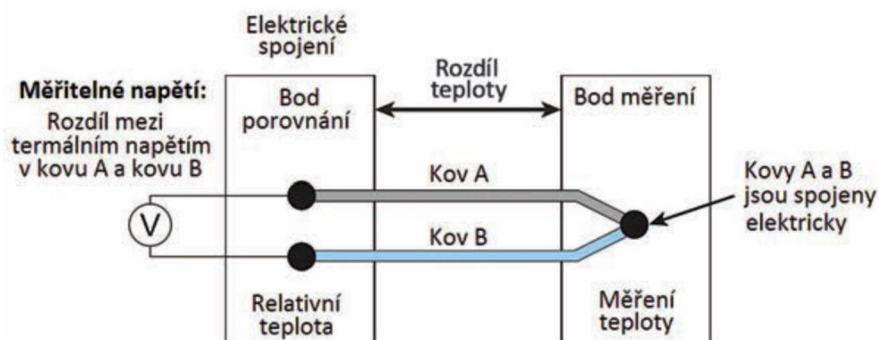 Elektrické
spojení
Měřitelné napětí:
Rozdíl mezi
termálním napětím
v kovu A a kovu B
Bod
porovnání
Rozdíl
teploty
Bod měření
Kov A
Kov B
V
Kovy A a B
jsou spojeny
elektricky
Relativní
teplota
Měření
teploty